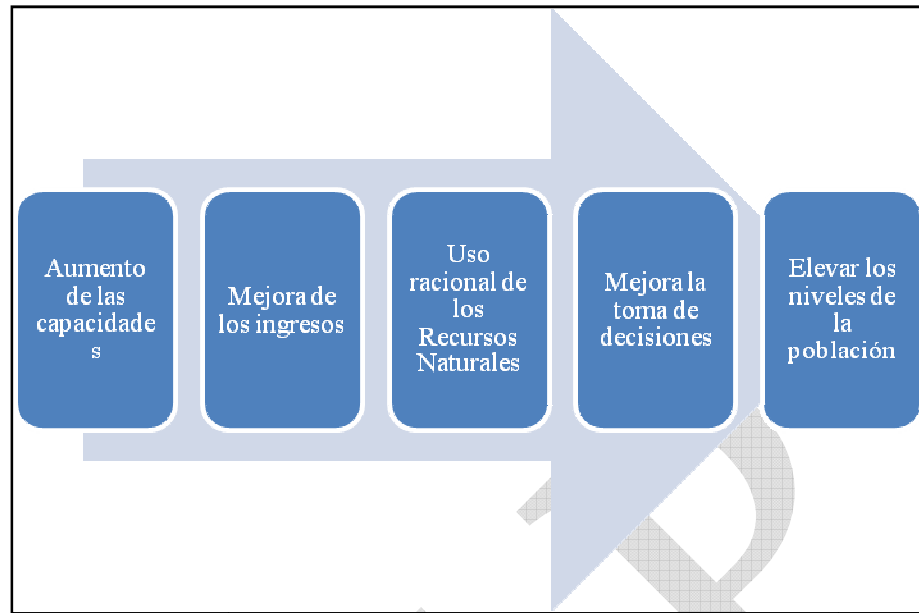 Aumento
de las
capacidade
s
Mejora de
los ingresos
Uso
racional de
los
Recursos
Naturales
Mejora la
toma de
decisiones
Elevar los
niveles de
la
población